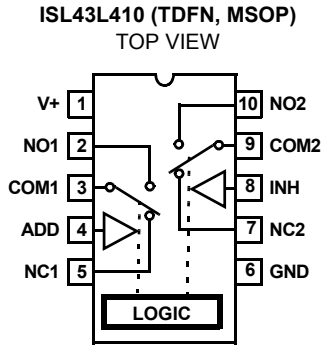 ISL43L410 (TDFN, MSOP)
TOP VIEW
V+ 1
10 NO2
NO1 2
9 COM2
COM1 3
8 INH
ADD 4
7 NC2
NC1 5
6 GND
LOGIC